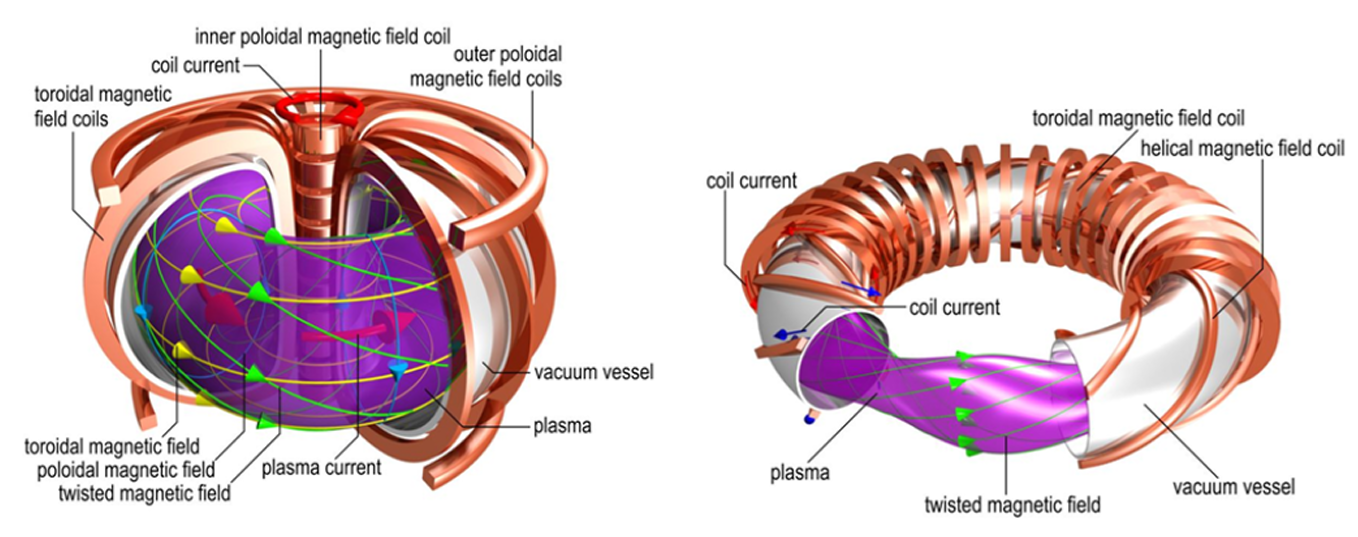 inner poloidal magnetic field coil
coil current
outer poloidal
magnetic field coils
toroidal magnetic
field coils
vacuum vessel
plasma
toroidal magnetic field
poloidal magnetic field
twisted magnetic field
plasma current
toroidal magnetic field coil
helical magnetic field coil
coil current
coil current
plasma
twisted magnetic field
vacuum vessel